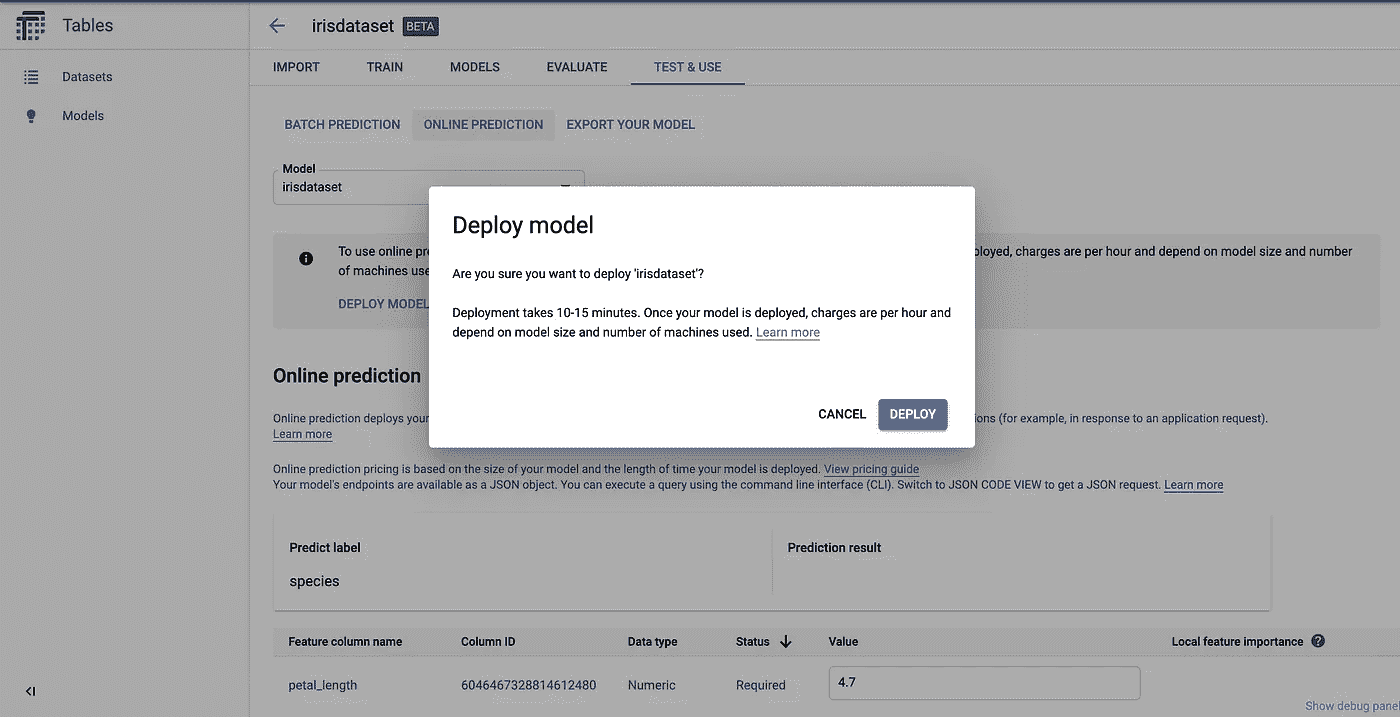 Tables
irisdataset BETA
Datasets
Models
IMPORT TRAIN MODELS EVALUATE TEST & USE
BATCH PREDICTION ONLINE PREDICTION EXPORT YOUR MODEL
Model
irisdataset
To use online pre
ployed, charges are per hour and depend on model size and number
of machines use
DEPLOY MODEL
Deploy model
Are you sure you want to deploy 'irisdataset'?
Deployment takes 10-15 minutes. Once your model is deployed, charges are per hour and
depend on model size and number of machines used. Learn more
CANCEL DEPLOY
Online prediction
Online prediction deploys your
ions (for example, in response to an application request).
Learn more
Online prediction pricing is based on the size of your model and the length of time your model is deployed. View pricing guide
Your model's endpoints are available as a JSON object. You can execute a query using the command line interface (CLI). Switch to JSON CODE VIEW to get a JSON request. Learn more
Predict label Prediction result
species
Feature column name Column ID Data type Status Value Local feature importance
petal_length 6046467328814612480 Numeric Required 4.7
Show debug pane